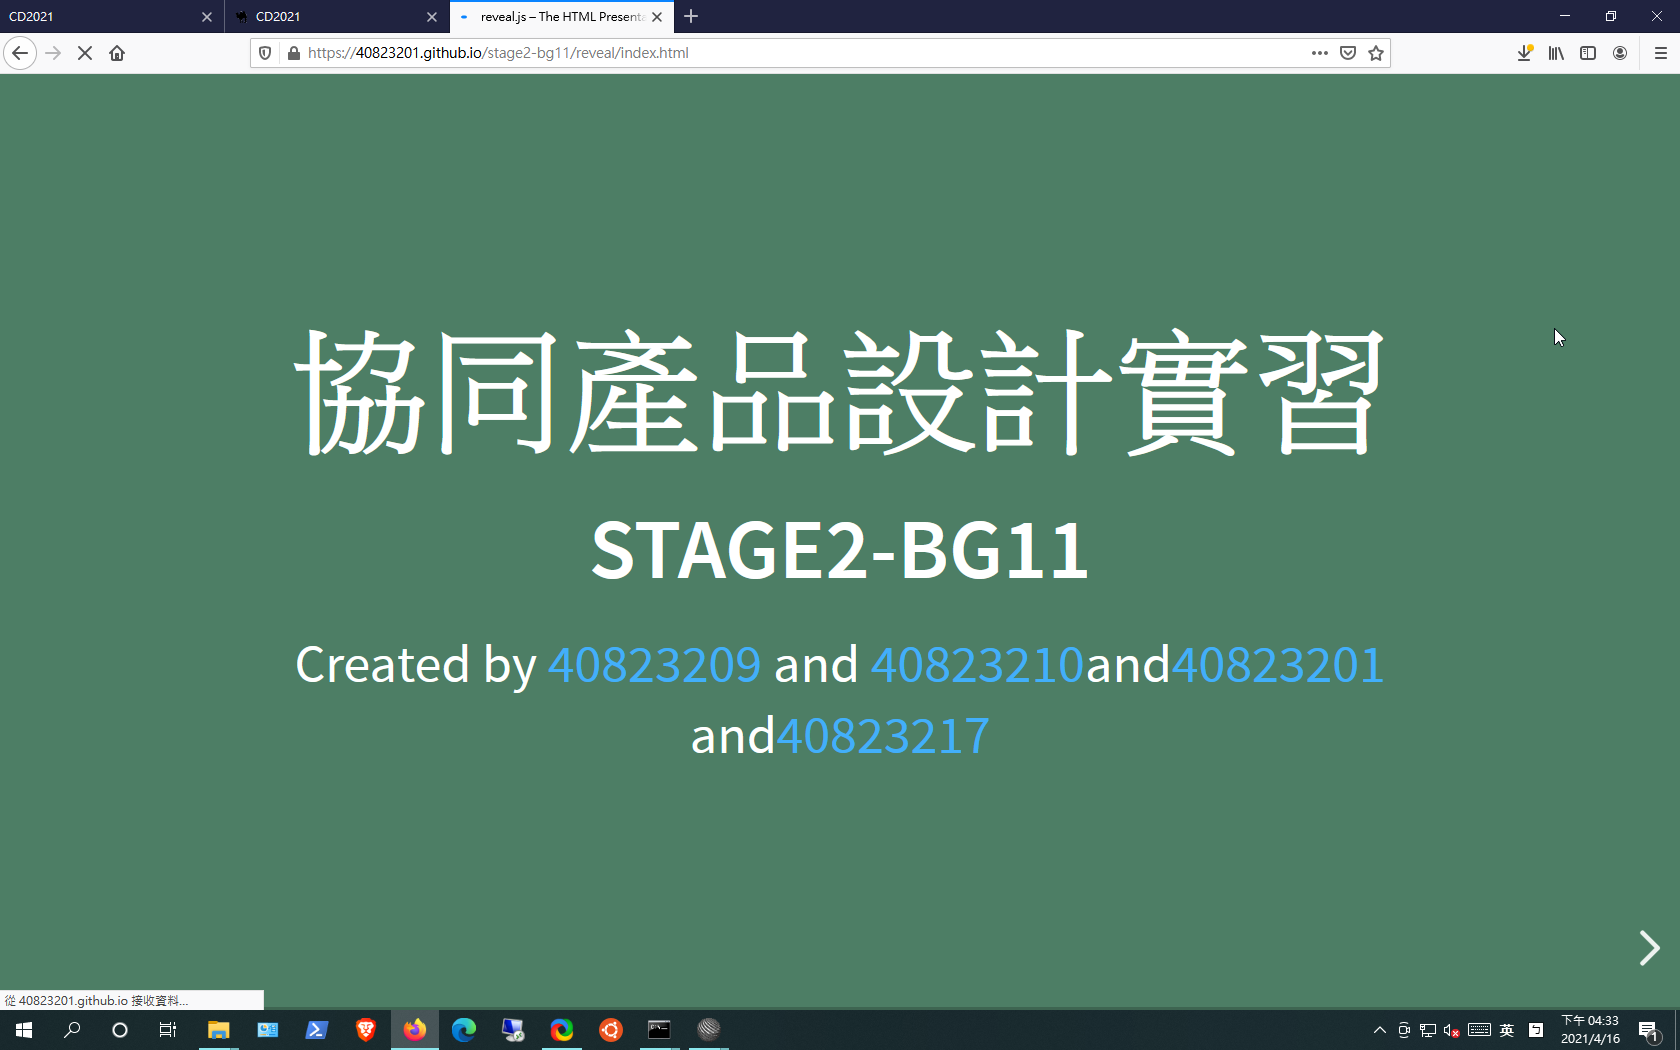 CD2021
CD2021
reveal.js – The HTML Presenta
https://40823201.github.io/stage2-bg11/reveal/index.html
協同產品設計實習
STAGE2-BG11
Created by 40823209 and 40823210and40823201
and40823217
從 40823201.github.io 接收資料...
英
下午 04:33
2021/4/16
1